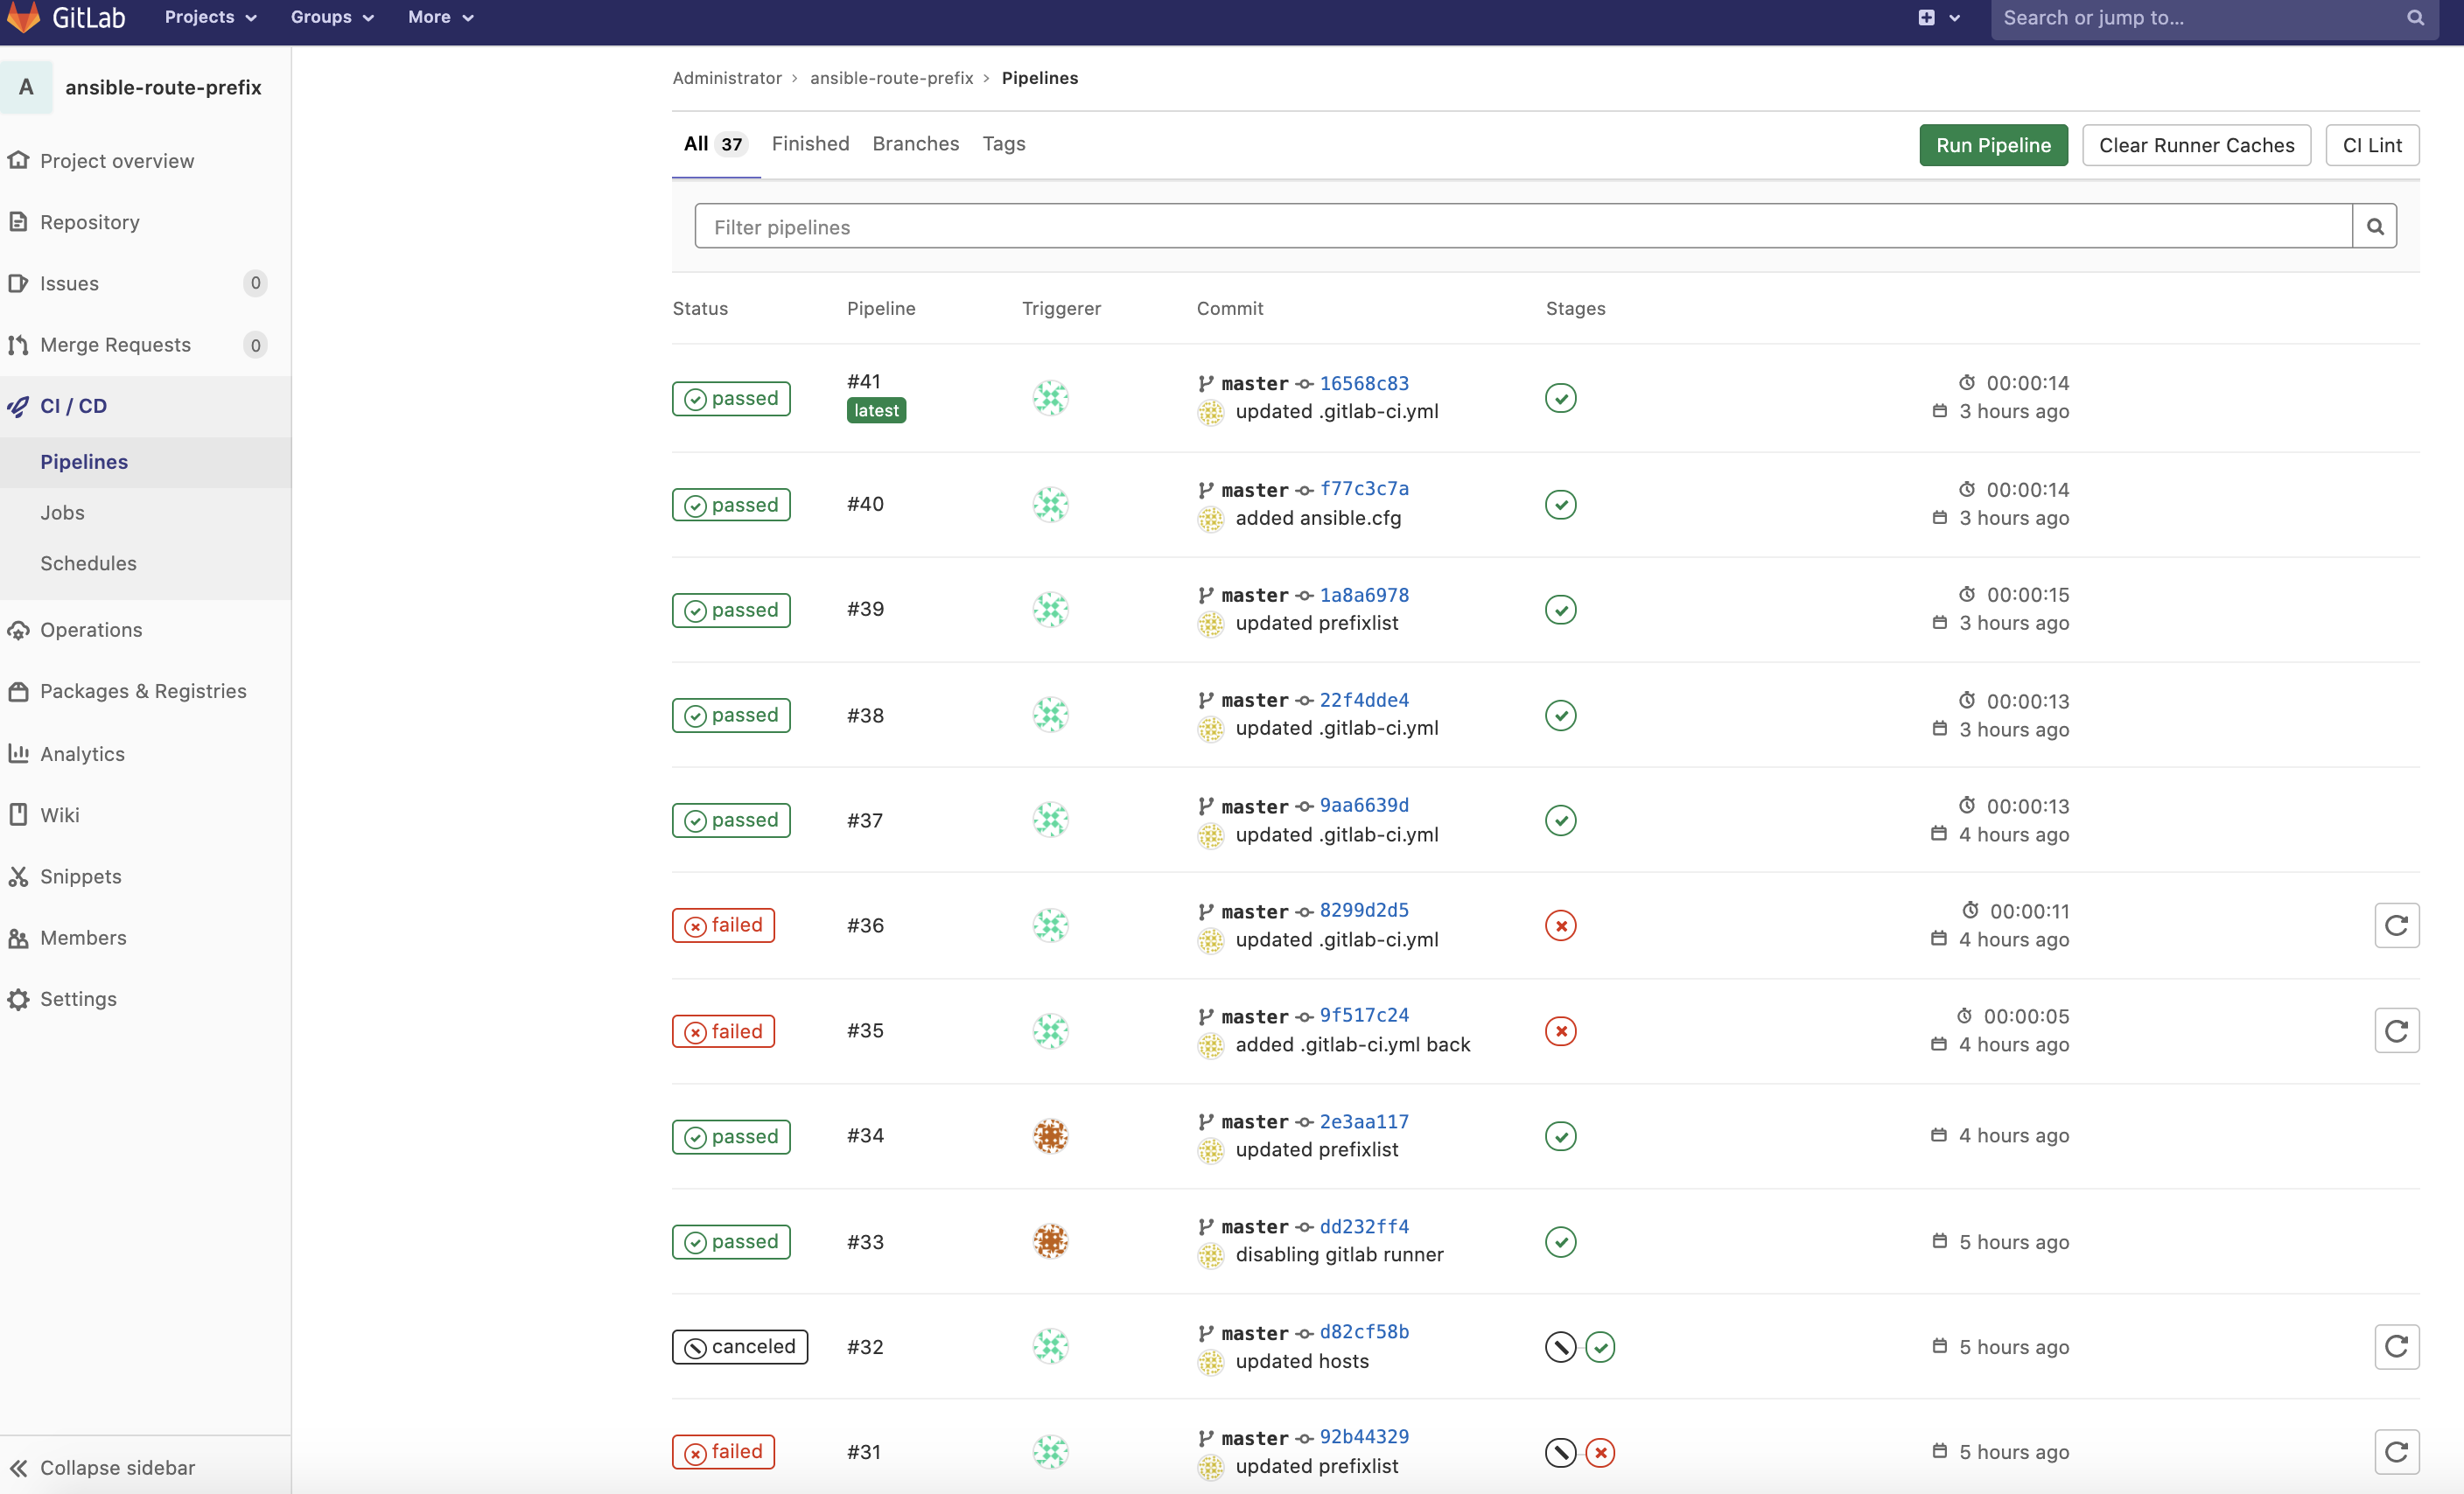 GitLab Projects Groups More Search or jump to...
A ansible-route-prefix
Project overview
Repository
Issues 0
Merge Requests 0
CI / CD
Pipelines
Jobs
Schedules
Operations
Packages & Registries
Analytics
Wiki
Snippets
Members
Settings
Collapse sidebar
Administrator > ansible-route-prefix > Pipelines
All 37 Finished Branches Tags Run Pipeline Clear Runner Caches CI Lint
Filter pipelines
Status Pipeline Triggerer Commit Stages
passed #41 latest master 16568c83 00:00:14
updated .gitlab-ci.yml 3 hours ago
passed #40 master f77c3c7a 00:00:14
added ansible.cfg 3 hours ago
passed #39 master 1a8a6978 00:00:15
updated prefixlist 3 hours ago
passed #38 master 22f4dde4 00:00:13
updated .gitlab-ci.yml 3 hours ago
passed #37 master 9aa6639d 00:00:13
updated .gitlab-ci.yml 4 hours ago
failed #36 master 8299d2d5 00:00:11
updated .gitlab-ci.yml 4 hours ago
failed #35 master 9f517c24 00:00:05
added .gitlab-ci.yml back 4 hours ago
passed #34 master 2e3aa117 4 hours ago
updated prefixlist
passed #33 master dd232ff4 5 hours ago
disabling gitlab runner
canceled #32 master d82cf58b 5 hours ago
updated hosts
failed #31 master 92b44329 5 hours ago
updated prefixlist